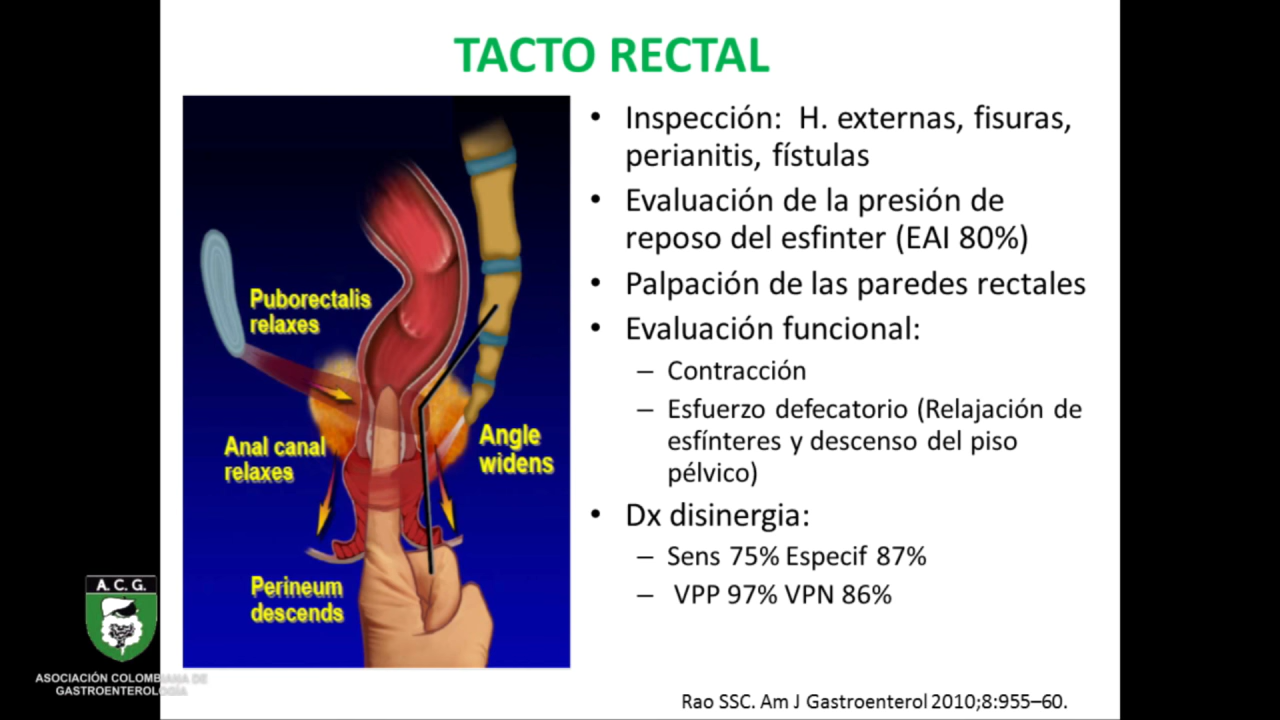 TACTO RECTAL
Puborectalis
relaxes
Anal canal
relaxes
Angle
widens
Perineum
descends
• Inspección: H. externas, fisuras,
perianitis, fístulas
• Evaluación de la presión de
reposo del esfinter (EAI 80%)
• Palpación de las paredes rectales
• Evaluación funcional:
– Contracción
– Esfuerzo defecatorio (Relajación de
esfínteres y descenso del piso
pélvico)
• Dx disinergia:
– Sens 75% Especif 87%
– VPP 97% VPN 86%
A.C.G.
ASOCIACIÓN COLOMBIANA DE
GASTROENTEROLOGÍA
Rao SSC. Am J Gastroenterol 2010;8:955–60.